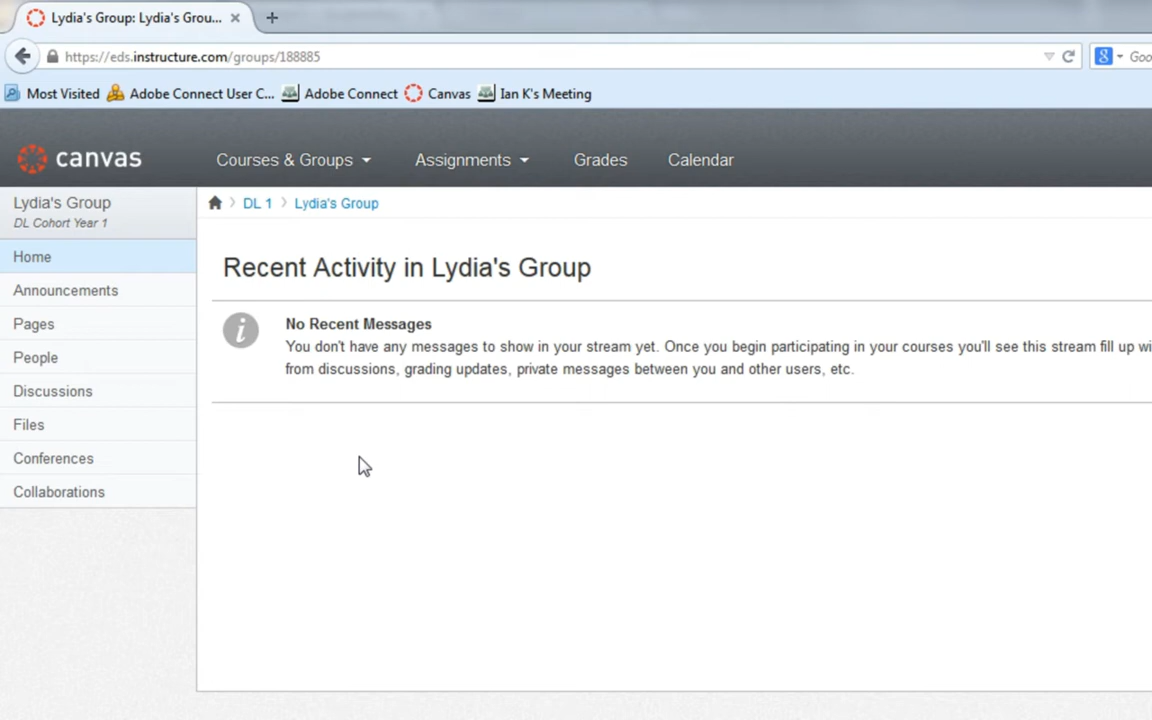 Lydia's Group: Lydia's Grou...
https://eds.instructure.com/groups/188885
8 Goo
Most Visited Adobe Connect User C... Adobe Connect Canvas Ian K's Meeting
canvas Courses & Groups Assignments Grades Calendar
Lydia's Group
DL Cohort Year 1
DL 1 Lydia's Group
Home
Announcements
Pages
People
Discussions
Files
Conferences
Collaborations
Recent Activity in Lydia's Group
No Recent Messages
You don't have any messages to show in your stream yet. Once you begin participating in your courses you'll see this stream fill up wi
from discussions, grading updates, private messages between you and other users, etc.